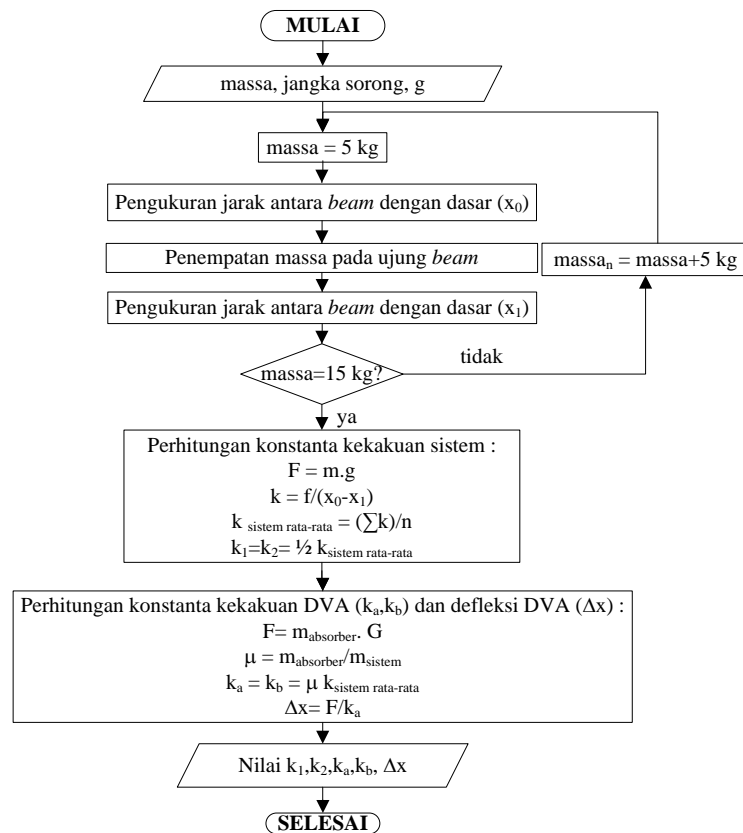 MULAI
massa, jangka sorong, g
massa = 5 kg
Pengukuran jarak antara beam dengan dasar (x₀)
Penempatan massa pada ujung beam
massaₙ = massa+5 kg
Pengukuran jarak antara beam dengan dasar (x₁)
massa=15 kg?
tidak
ya
Perhitungan konstanta kekakuan sistem :
F = m.g
k = f/(x₀-x₁)
k sistem rata-rata = (∑k)/n
k₁=k₂= ½ ksistem rata-rata
Perhitungan konstanta kekakuan DVA (kₐ,k_b) dan defleksi DVA (Δx) :
F= mabsorber. G
μ = mabsorber/msistem
kₐ = k_b = μ ksistem rata-rata
Δx= F/kₐ
Nilai k₁,k₂,kₐ,k_b, Δx
SELESAI